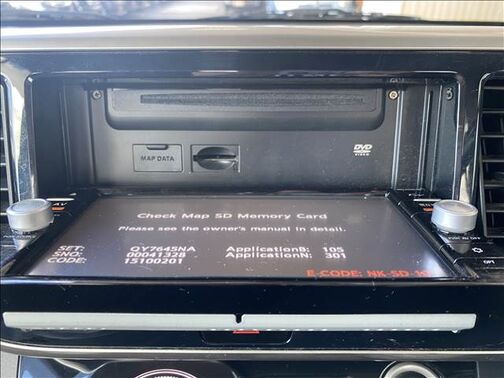 MAP DATA
DVD
VIDEO
Check Map SD Memory Card
Please see the owner's manual in detail.
SET: QY7645NA ApplicationB: 105
SNO: 00041328 ApplicationN: 301
CODE: 15100201
E-CODE: NK-SD-10